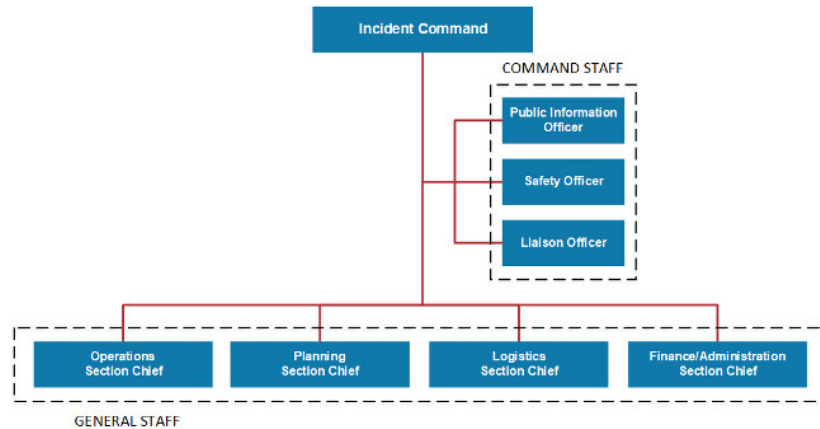 Incident Command
COMMAND STAFF
Public Information
Officer
Safety Officer
Liaison Officer
Operations
Section Chief
Planning
Section Chief
Logistics
Section Chief
Finance/Administration
Section Chief
GENERAL STAFF